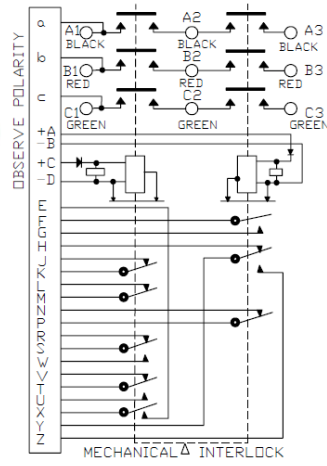 OBSERVE POLARITY
a
A1
BLACK
A2
BLACK
A3
BLACK
b
B1
RED
B2
RED
B3
RED
c
C1
GREEN
C2
GREEN
C3
GREEN
+A
-B
+C
-D
E
F
G
H
J
K
L
M
N
P
R
S
W
V
T
U
X
Y
Z
MECHANICAL INTERLOCK